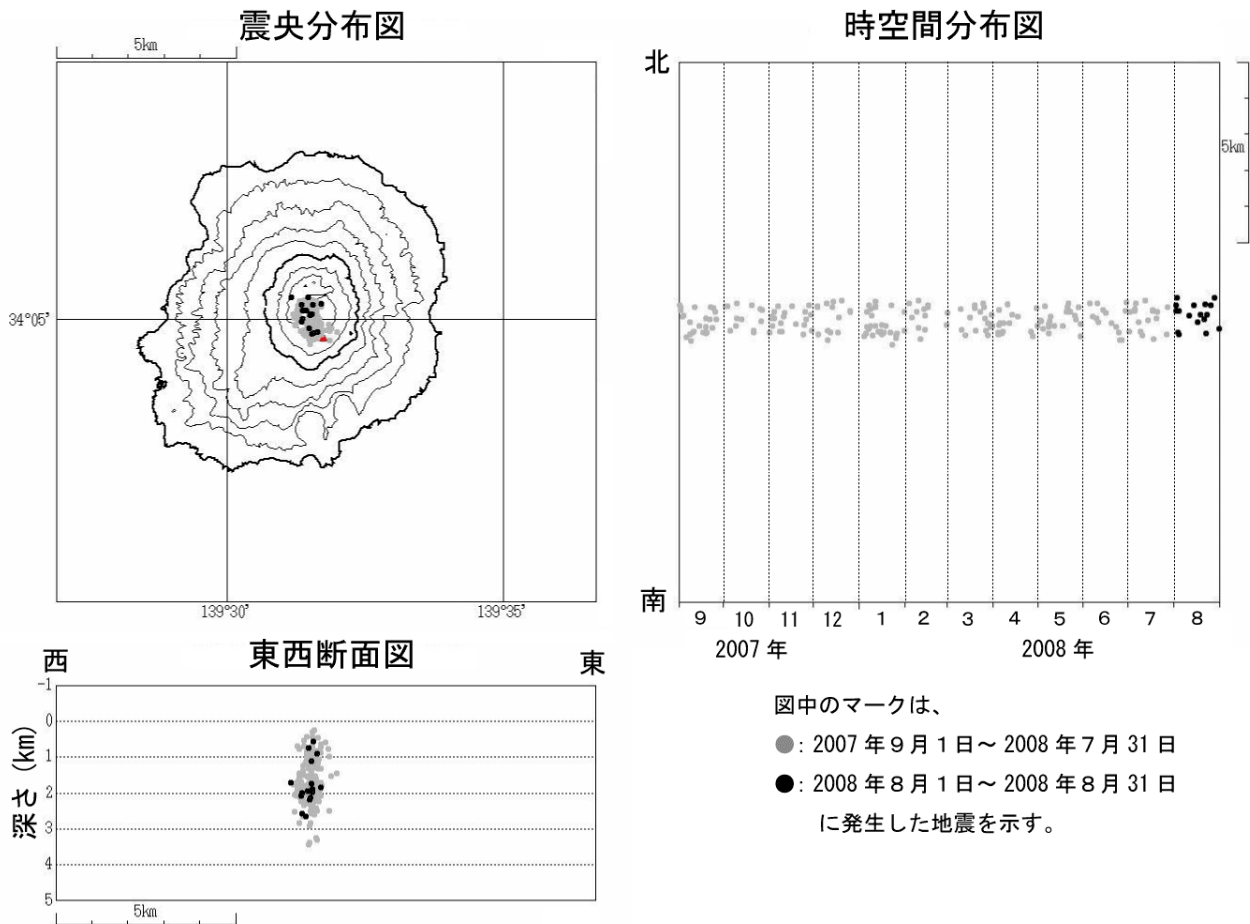 震央分布図
5km
34°05’
139°30’ 139°35’
時空間分布図
北
5km
南
9 10 11 12 1 2 3 4 5 6 7 8
2007 年 2008 年
東西断面図
西 東
深さ (km)
-1
0
1
2
3
4
5
5km
図中のマークは、
●: 2007 年 9 月 1 日～ 2008 年 7 月 31 日
●: 2008 年 8 月 1 日～ 2008 年 8 月 31 日
に発生した地震を示す。